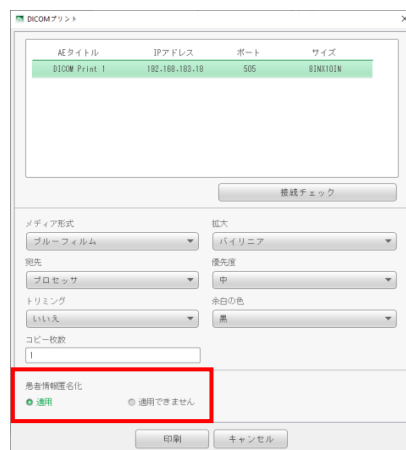 DICOMプリント
AEタイトル IPアドレス ポート サイズ
DICOM Print 1 192.168.183.18 505 8INX10IN
接続チェック
メディア形式 拡大
ブルーフィルム バイリニア
宛先 優先度
プロセッサ 中
トリミング 余白の色
いいえ 黒
コピー枚数
1
患者情報匿名化
適用 適用できません
印刷 キャンセル